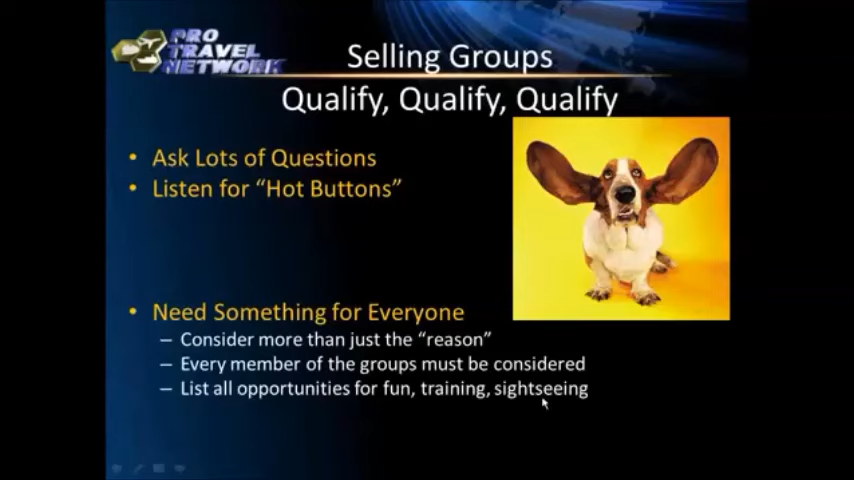 PRO
TRAVEL
NETWORK
Selling Groups
Qualify, Qualify, Qualify
• Ask Lots of Questions
• Listen for “Hot Buttons”
• Need Something for Everyone
– Consider more than just the “reason”
– Every member of the groups must be considered
– List all opportunities for fun, training, sightseeing